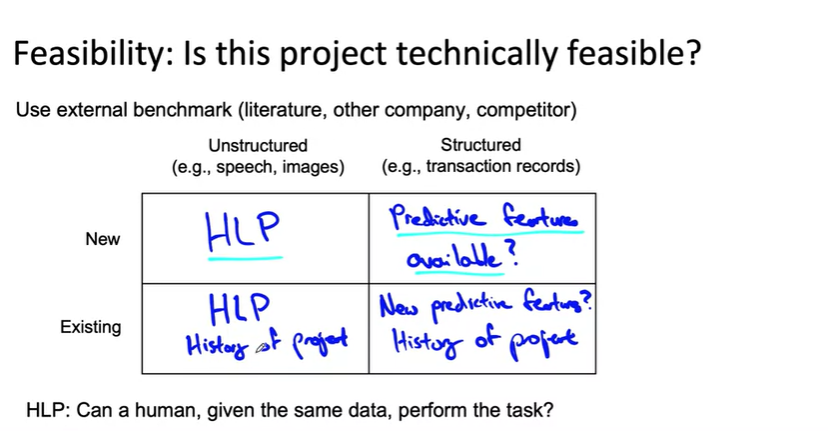 Feasibility: Is this project technically feasible?
Use external benchmark (literature, other company, competitor)
Unstructured
(e.g., speech, images)
Structured
(e.g., transaction records)
New
HLP
Predictive features
available?
Existing
HLP
History of project
New predictive features?
History of project
HLP: Can a human, given the same data, perform the task?